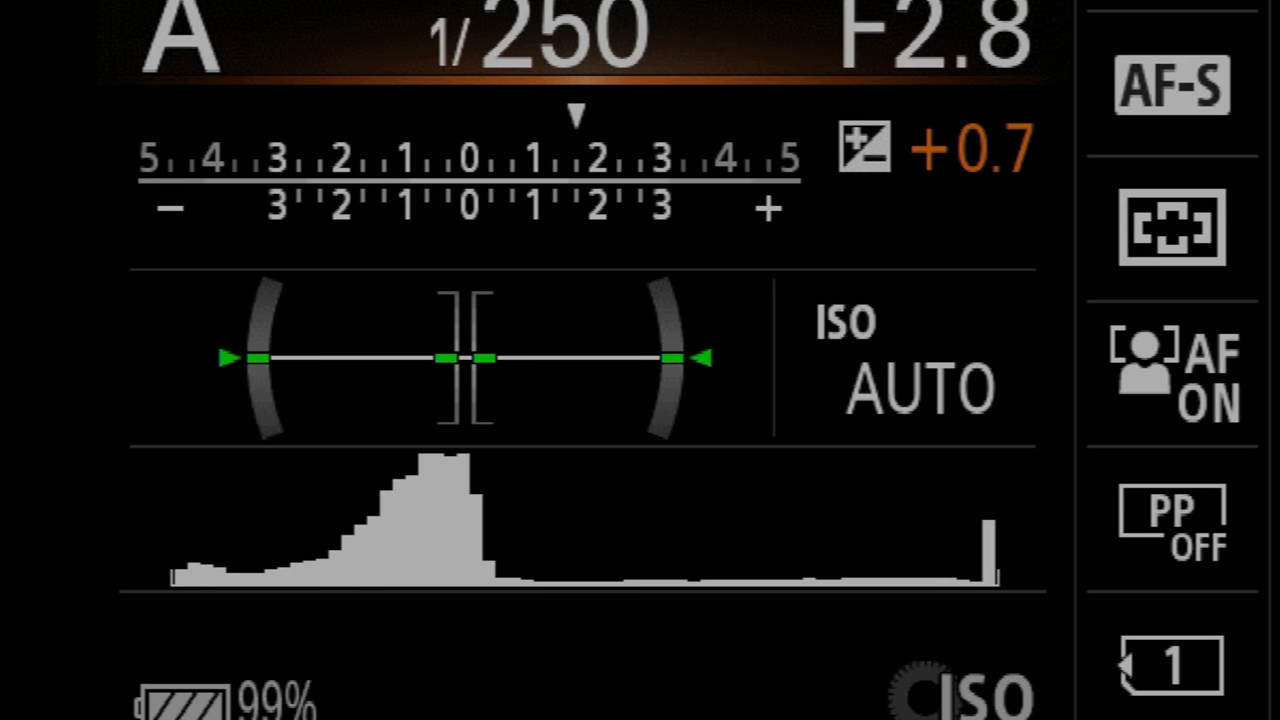 A 1/250 F2.8
AF-S
5..4..3..2..1..0..1..2..3..4..5
+0.7
− 3''2''1''0''1''2''3 +
ISO
AUTO
AF
ON
PP
OFF
1
99%
ISO